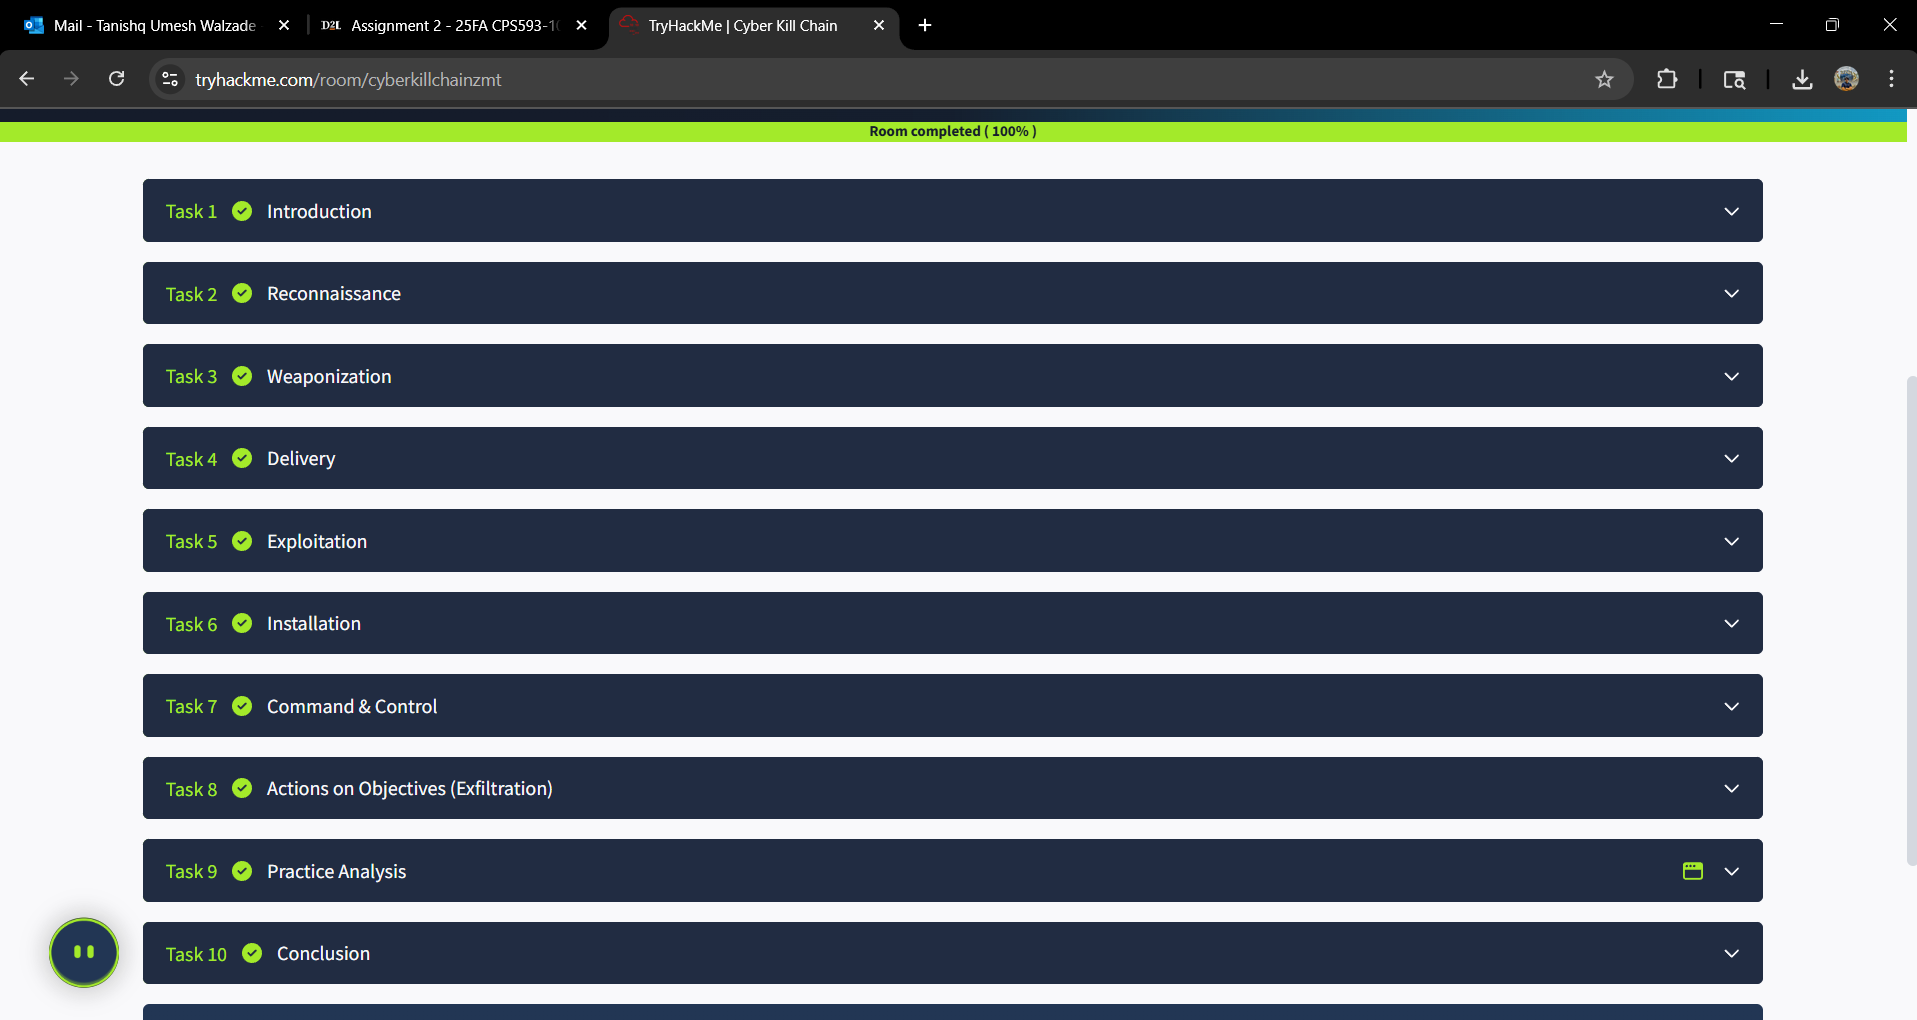 Mail - Tanishq Umesh Walzade
D2L Assignment 2 - 25FA CPS593-1
TryHackMe | Cyber Kill Chain
tryhackme.com/room/cyberkillchainzmt
Room completed ( 100% )
Task 1 Introduction
Task 2 Reconnaissance
Task 3 Weaponization
Task 4 Delivery
Task 5 Exploitation
Task 6 Installation
Task 7 Command & Control
Task 8 Actions on Objectives (Exfiltration)
Task 9 Practice Analysis
Task 10 Conclusion